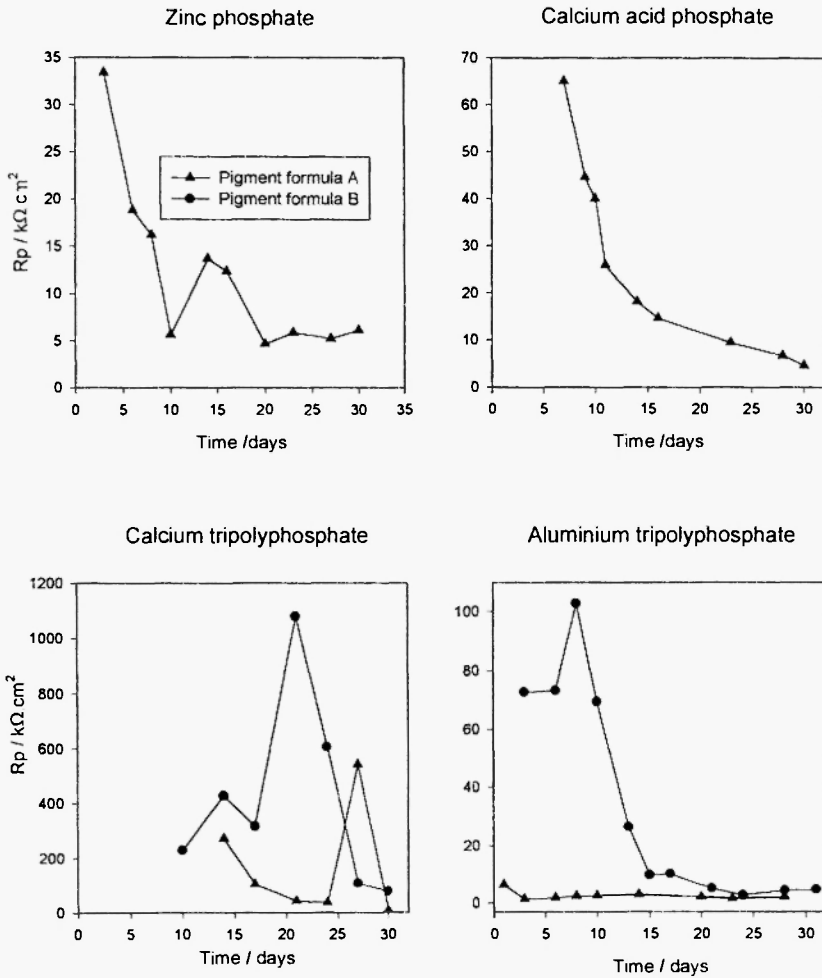 Zinc phosphate
35
30
25
20
15
10
5
0
Rp / kΩ cm²
Pigment formula A
Pigment formula B
0 5 10 15 20 25 30 35
Time /days
Calcium acid phosphate
70
60
50
40
30
20
10
0
0 5 10 15 20 25 30
Time /days
Calcium tripolyphosphate
1200
1000
800
600
400
200
0
Rp / kΩ cm²
0 10 15 20 25 30
Time / days
Aluminium tripolyphosphate
100
80
60
40
20
0
0 5 10 15 20 25 30
Time / days